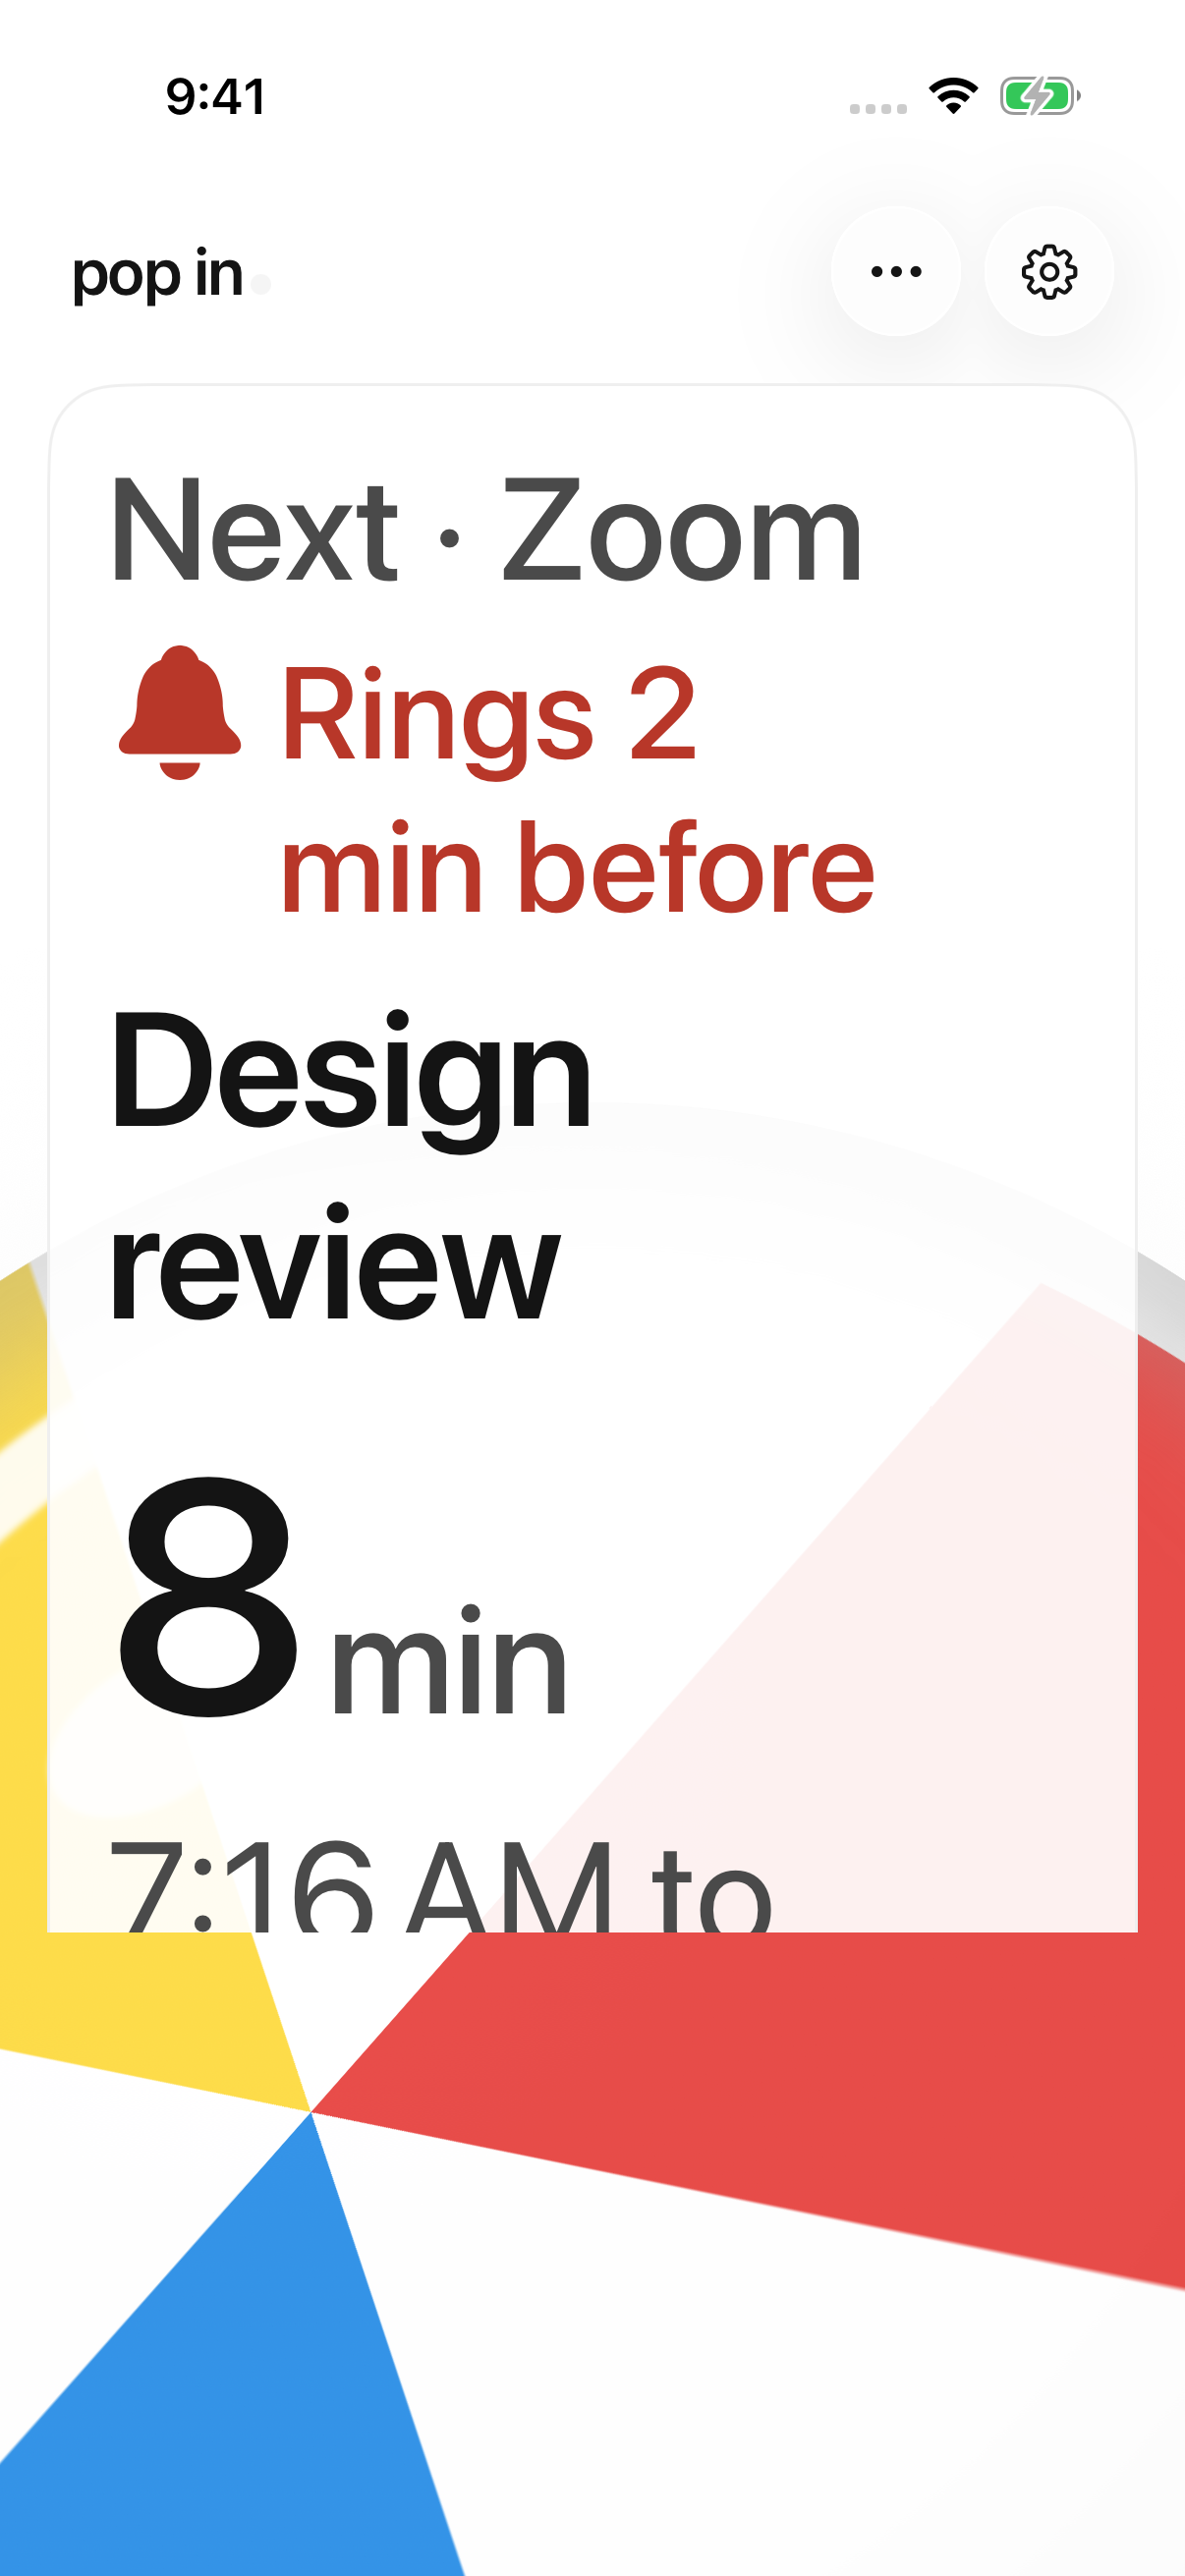 9:41
pop in
Next · Zoom
Rings 2
min before
Design
review
8 min
7:16 AM to